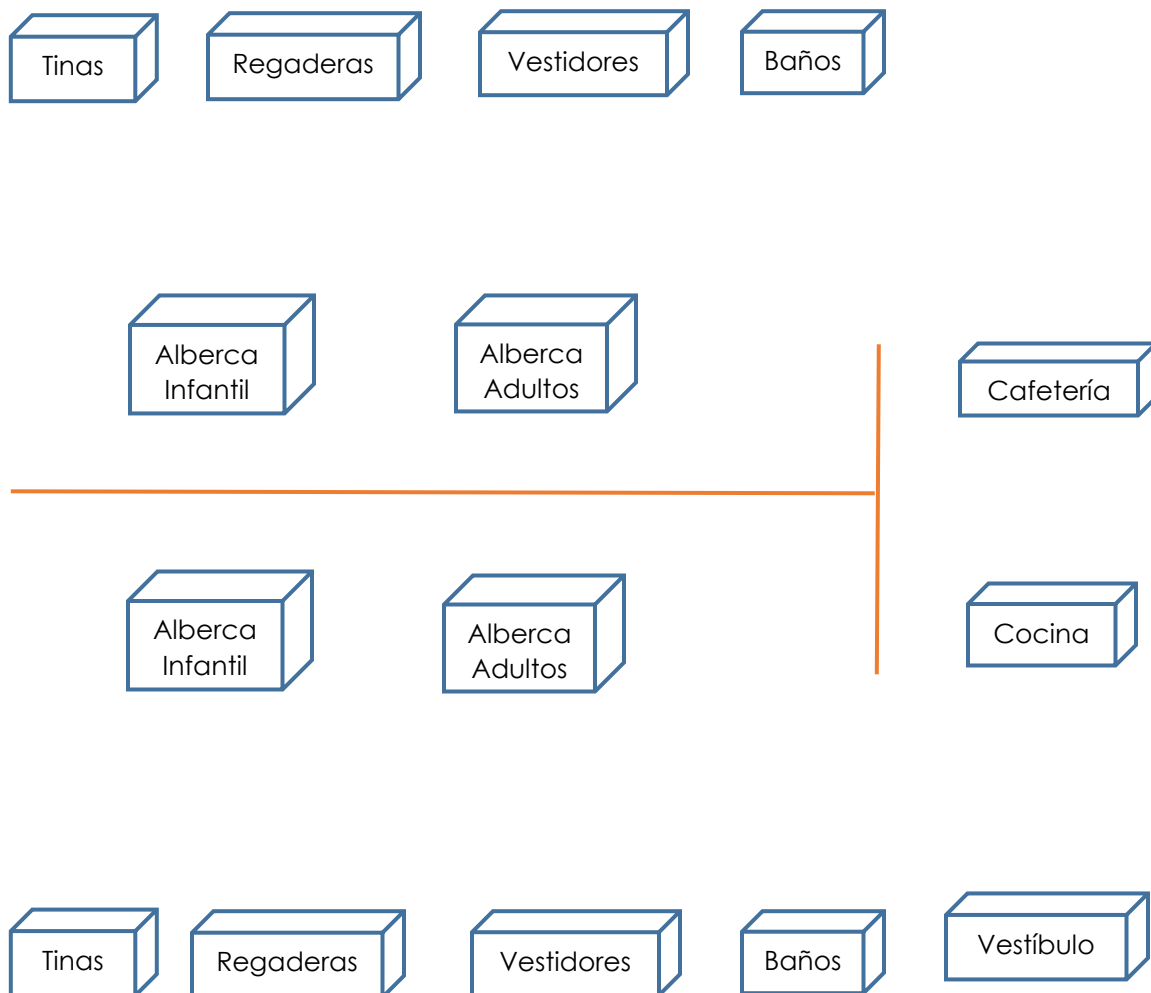 Tinas
Regaderas
Vestidores
Baños
Alberca
Infantil
Alberca
Adultos
Cafetería
Alberca
Infantil
Alberca
Adultos
Cocina
Tinas
Regaderas
Vestidores
Baños
Vestíbulo